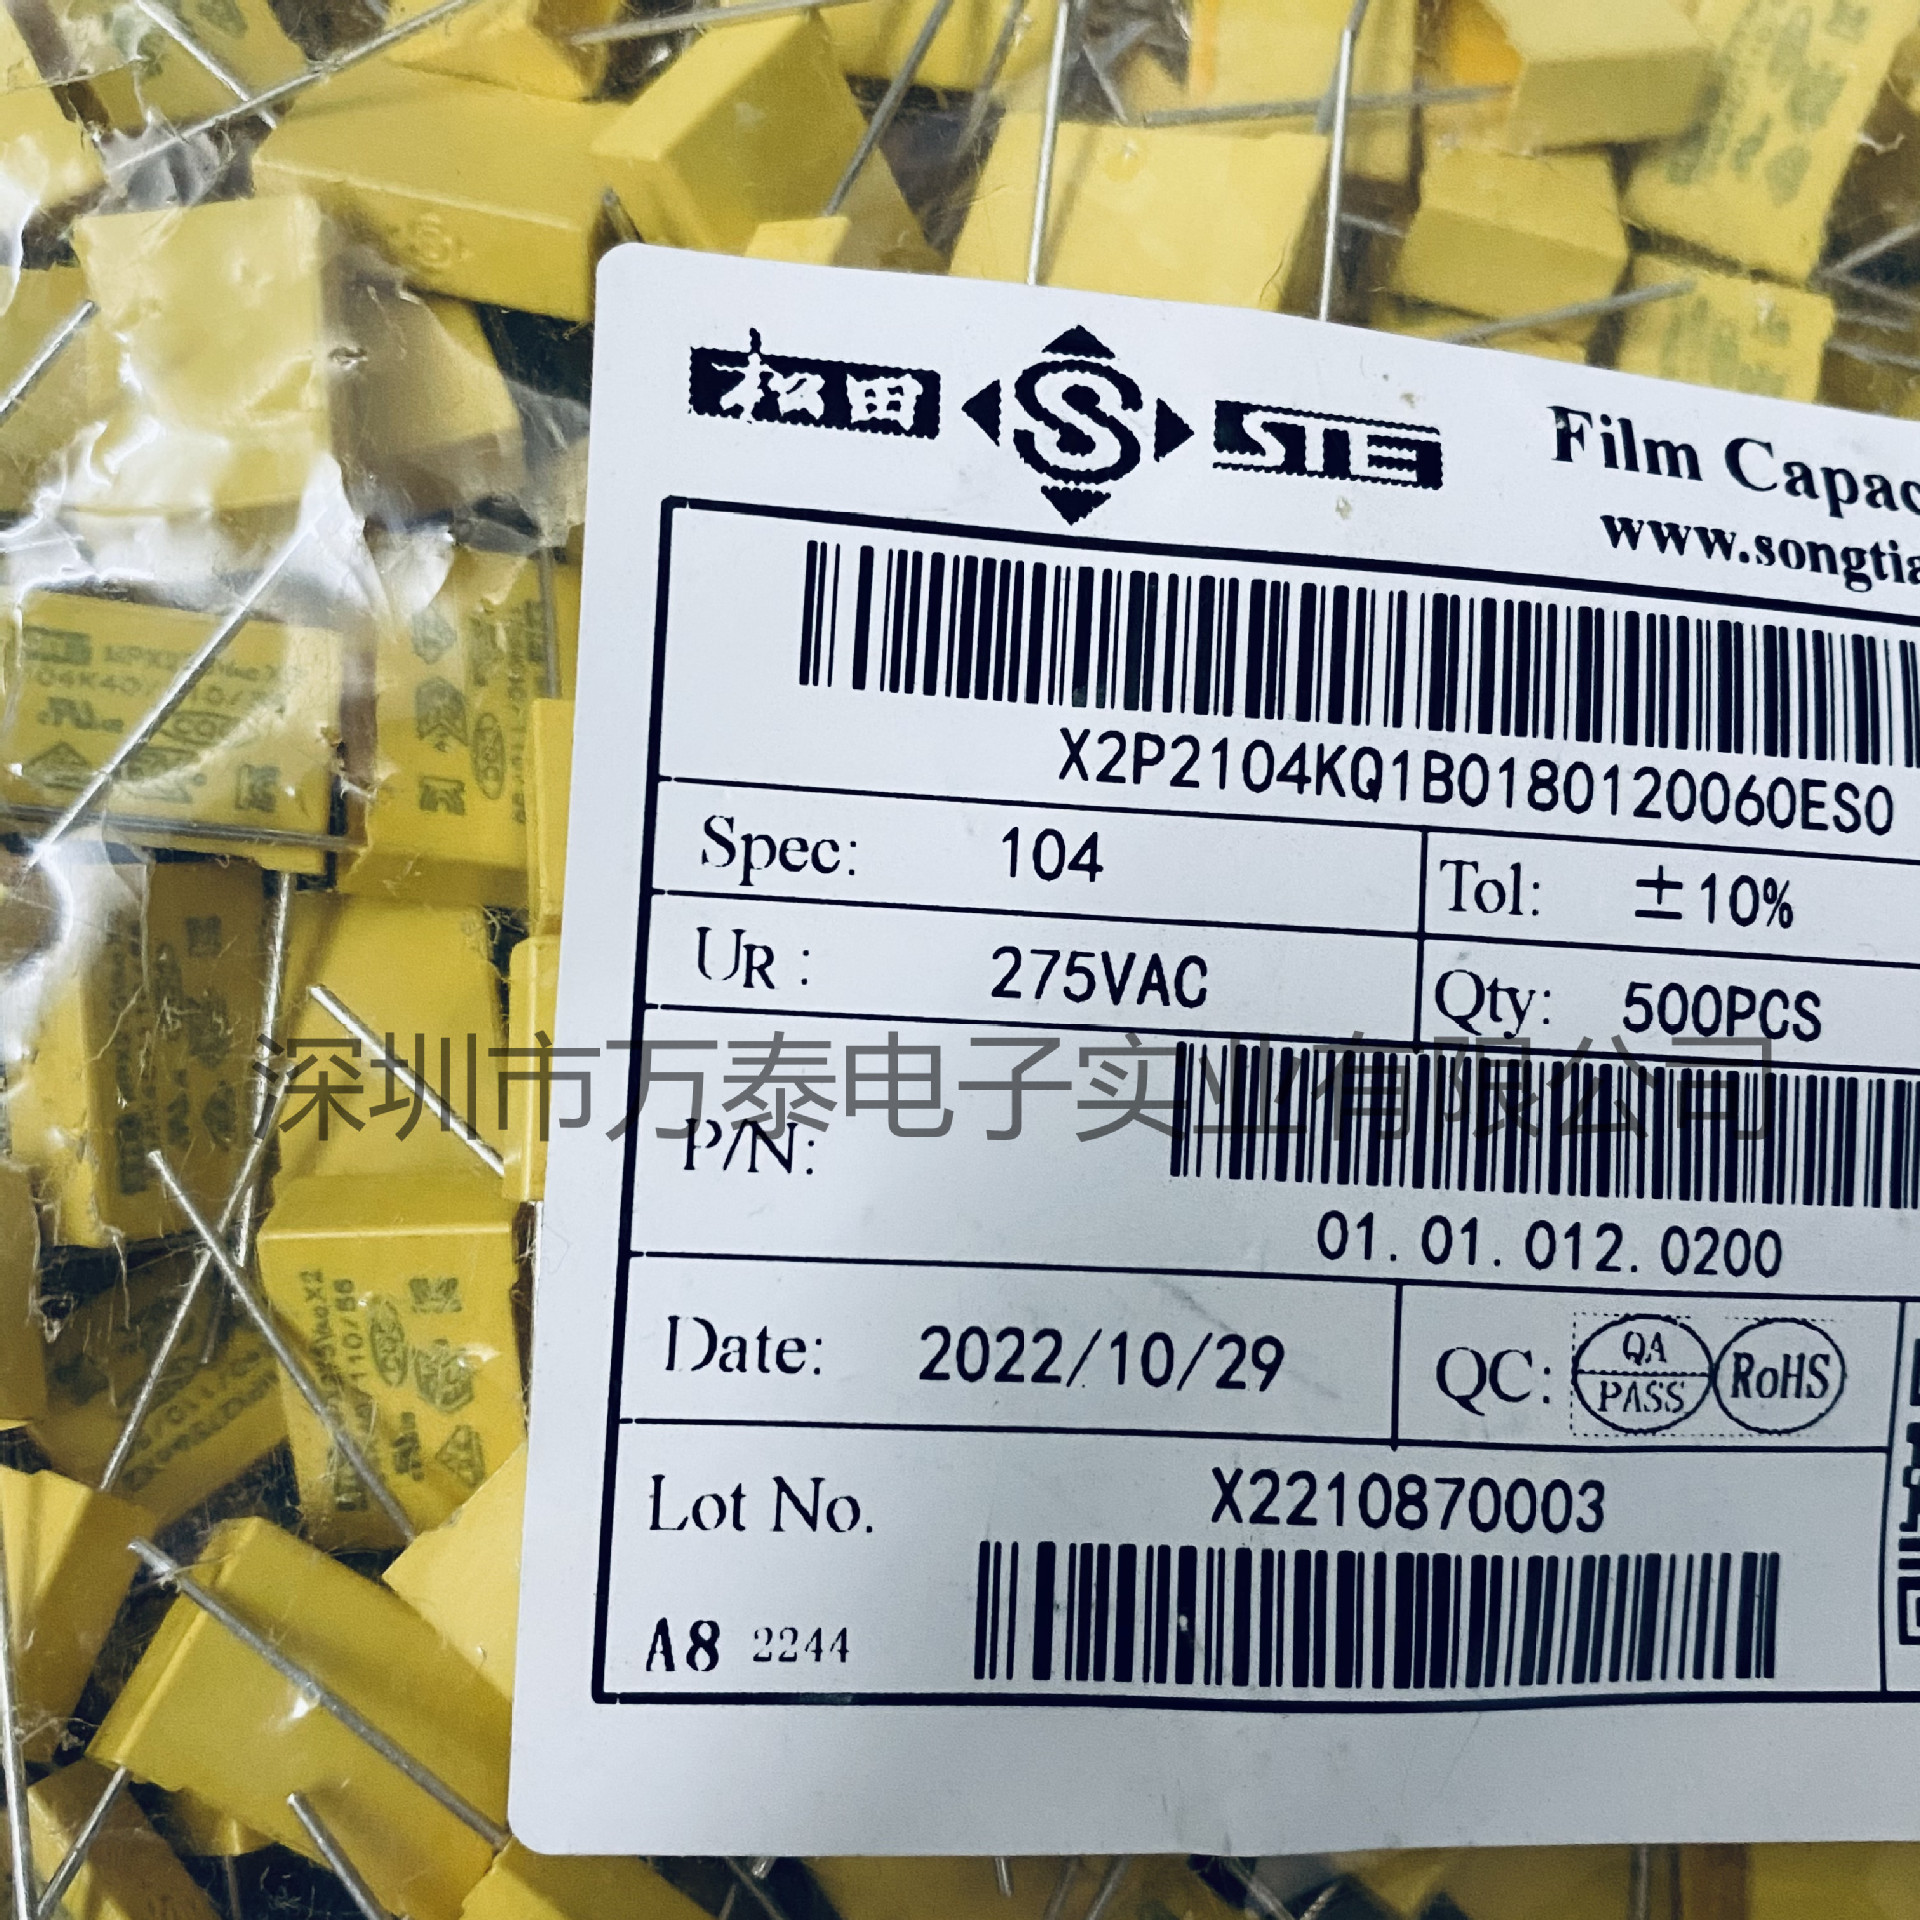 松田 S STE
Film Capac
www.songtia
X2P2104KQ1B0180120060ES0
Spec: 104
Tol: ±10%
UR : 275VAC
Qty: 500PCS
深圳市万泰电子实业有限公司
P/N:
01. 01. 012. 0200
Date: 2022/10/29
QC: QA PASS RoHS
Lot No. X2210870003
A8 2244